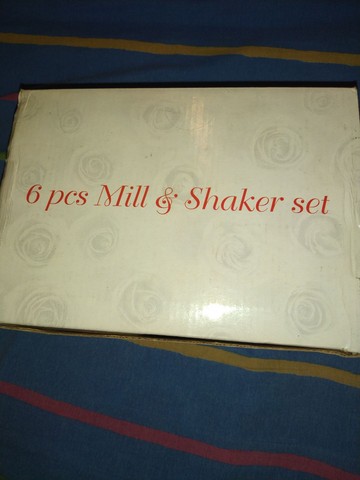 6 pcs Mill & Shaker set